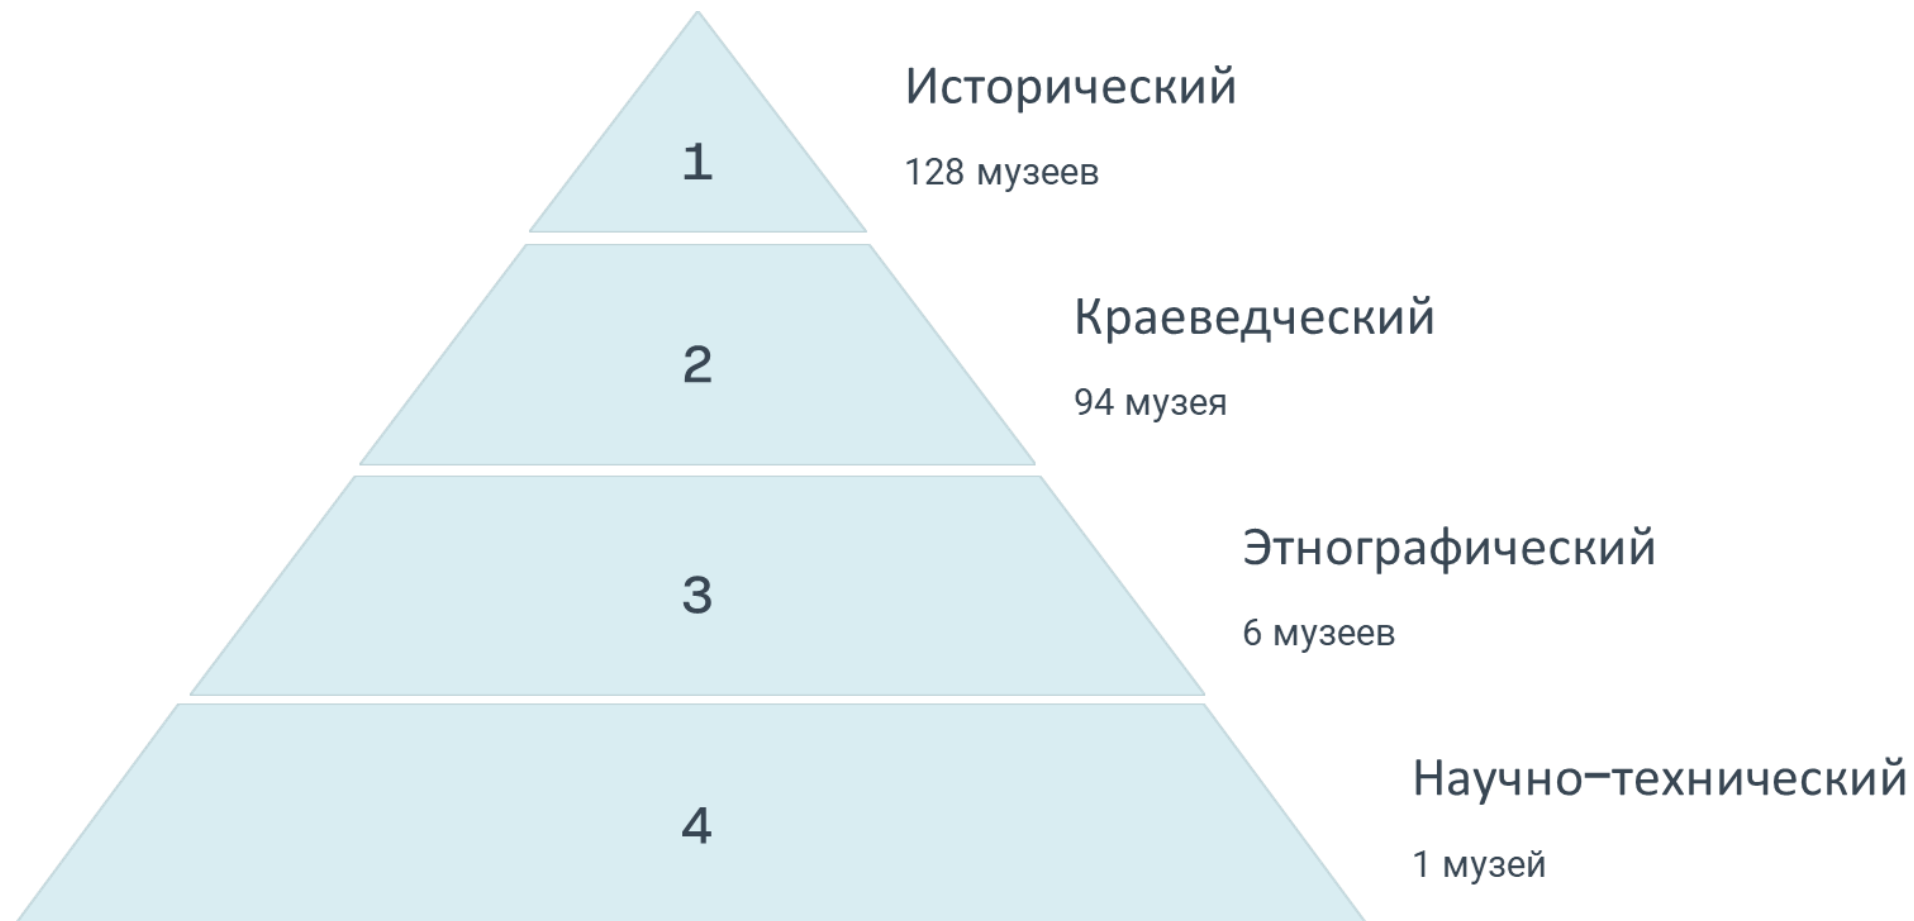 1
Исторический
128 музеев
2
Краеведческий
94 музея
3
Этнографический
6 музеев
4
Научно-технический
1 музей